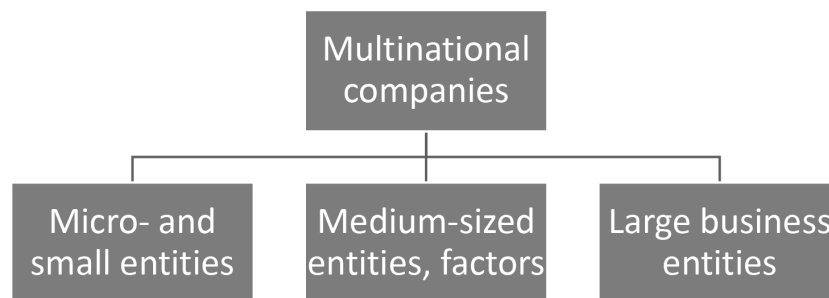 Multinational
companies
Micro- and
small entities
Medium-sized
entities, factors
Large business
entities